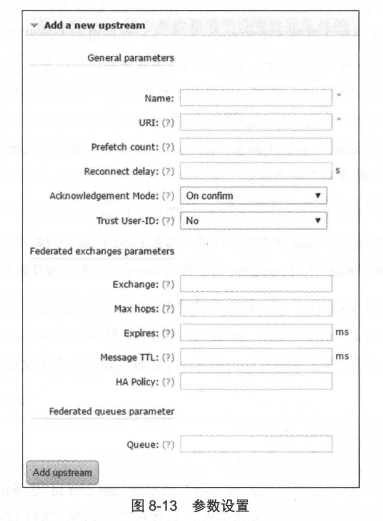 Add a new upstream
General parameters
Name: *
URI: (?) *
Prefetch count: (?)
Reconnect delay: (?) s
Acknowledgement Mode: (?) On confirm
Trust User-ID: (?) No
Federated exchanges parameters
Exchange: (?)
Max hops: (?)
Expires: (?) ms
Message TTL: (?) ms
HA Policy: (?)
Federated queues parameter
Queue: (?)
Add upstream
图 8-13 参数设置